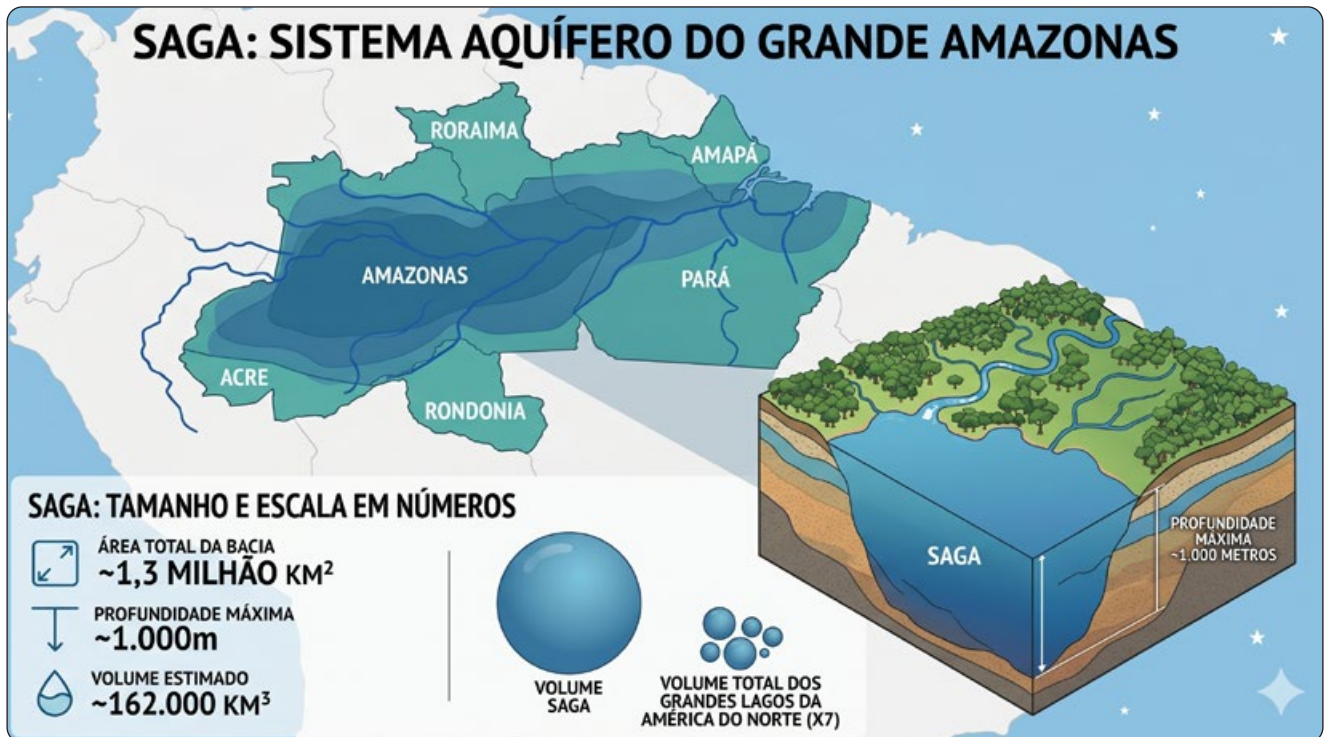 SAGA: SISTEMA AQUÍFERO DO GRANDE AMAZONAS
RORAIMA
AMAPÁ
AMAZONAS
PARÁ
ACRE
RONDONIA
SAGA: TAMANHO E ESCALA EM NÚMEROS
ÁREA TOTAL DA BACIA
~1,3 MILHÃO KM²
PROFUNDIDADE MÁXIMA
~1.000m
VOLUME ESTIMADO
~162.000 KM³
VOLUME
SAGA
VOLUME TOTAL DOS
GRANDES LAGOS DA
AMÉRICA DO NORTE (X7)
SAGA
PROFUNDIDADE
MÁXIMA
~1.000 METROS